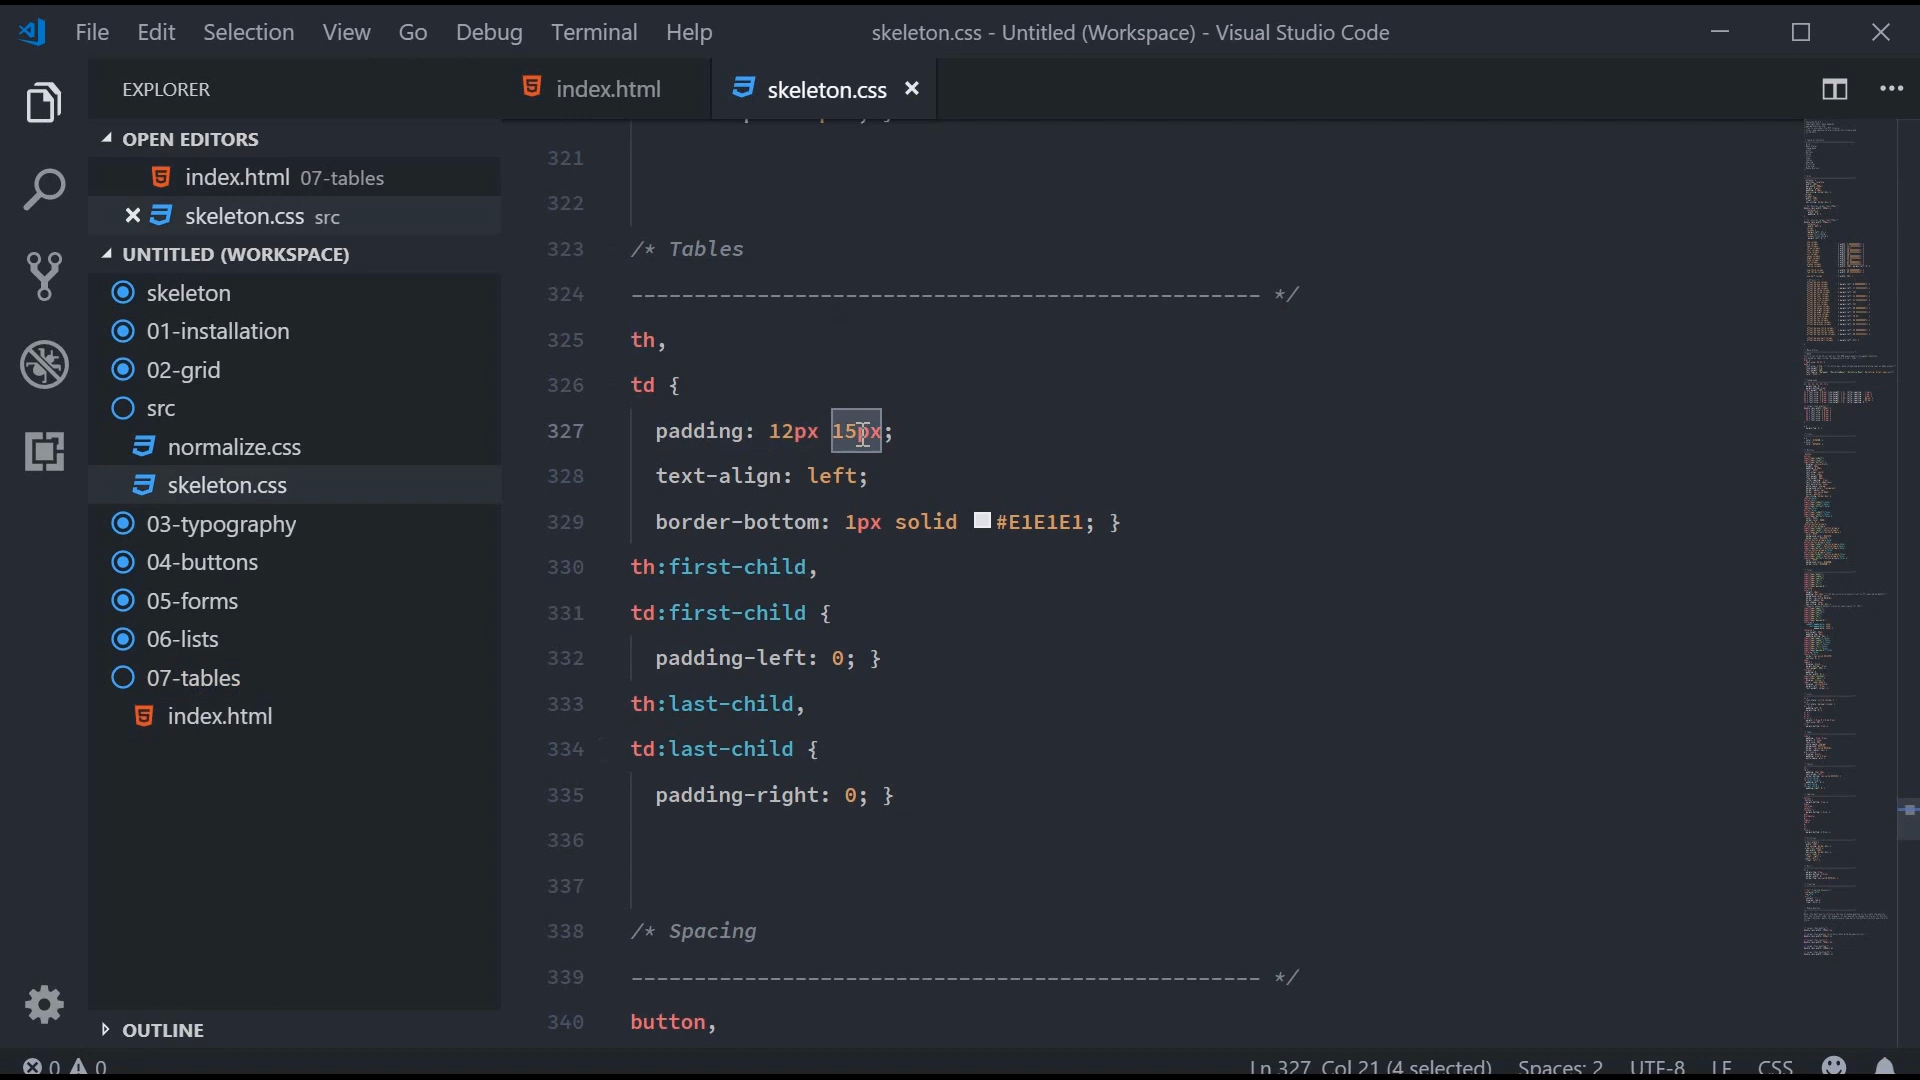 File Edit Selection View Go Debug Terminal Help
skeleton.css - Untitled (Workspace) - Visual Studio Code
EXPLORER
OPEN EDITORS
index.html 07-tables
skeleton.css src
UNTITLED (WORKSPACE)
skeleton
01-installation
02-grid
src
normalize.css
skeleton.css
03-typography
04-buttons
05-forms
06-lists
07-tables
index.html
OUTLINE
index.html
skeleton.css
321
322
323 /* Tables
324 –––––––––––––––––––––––––––––––––––––––––––––––––– */
325 th,
326 td {
327 padding: 12px 15px;
328 text-align: left;
329 border-bottom: 1px solid #E1E1E1; }
330 th:first-child,
331 td:first-child {
332 padding-left: 0; }
333 th:last-child,
334 td:last-child {
335 padding-right: 0; }
336
337
338 /* Spacing
339 –––––––––––––––––––––––––––––––––––––––––––––––––– */
340 button,
0 0
Ln 327, Col 21 (4 selected) Spaces: 2 UTF-8 LF CSS